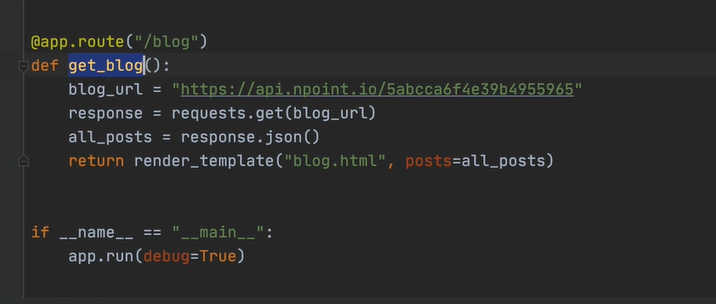 @app.route("/blog")
def get_blog():
    blog_url = "https://api.npoint.io/5abcca6f4e39b4955965"
    response = requests.get(blog_url)
    all_posts = response.json()
    return render_template("blog.html", posts=all_posts)
if __name__ == "__main__":
    app.run(debug=True)